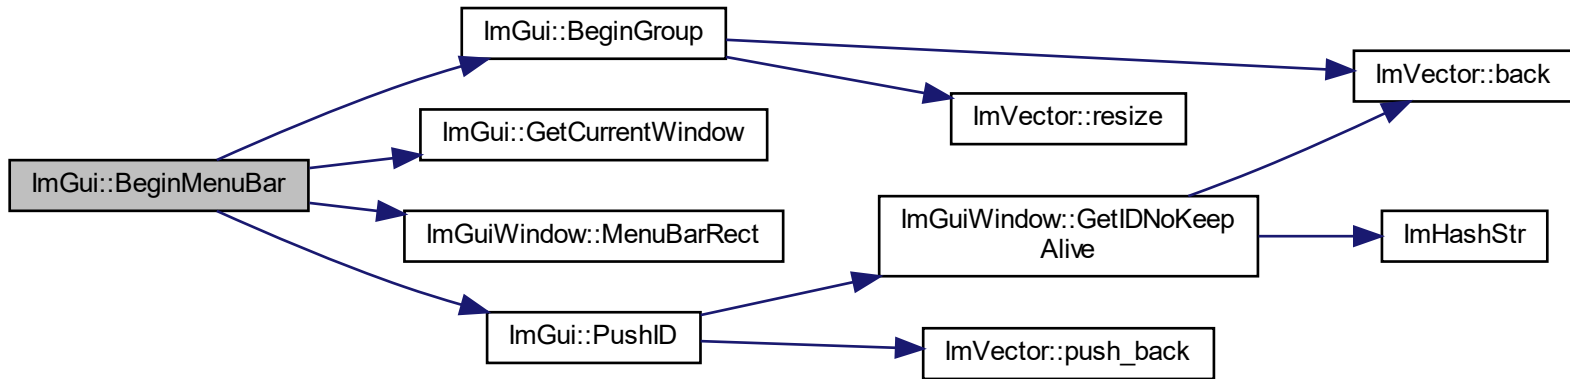 ImGui::BeginMenuBar
ImGui::BeginGroup
ImGui::GetCurrentWindow
ImGuiWindow::MenuBarRect
ImGui::PushID
ImVector::back
ImVector::resize
ImGuiWindow::GetIDNoKeep
Alive
ImHashStr
ImVector::push_back